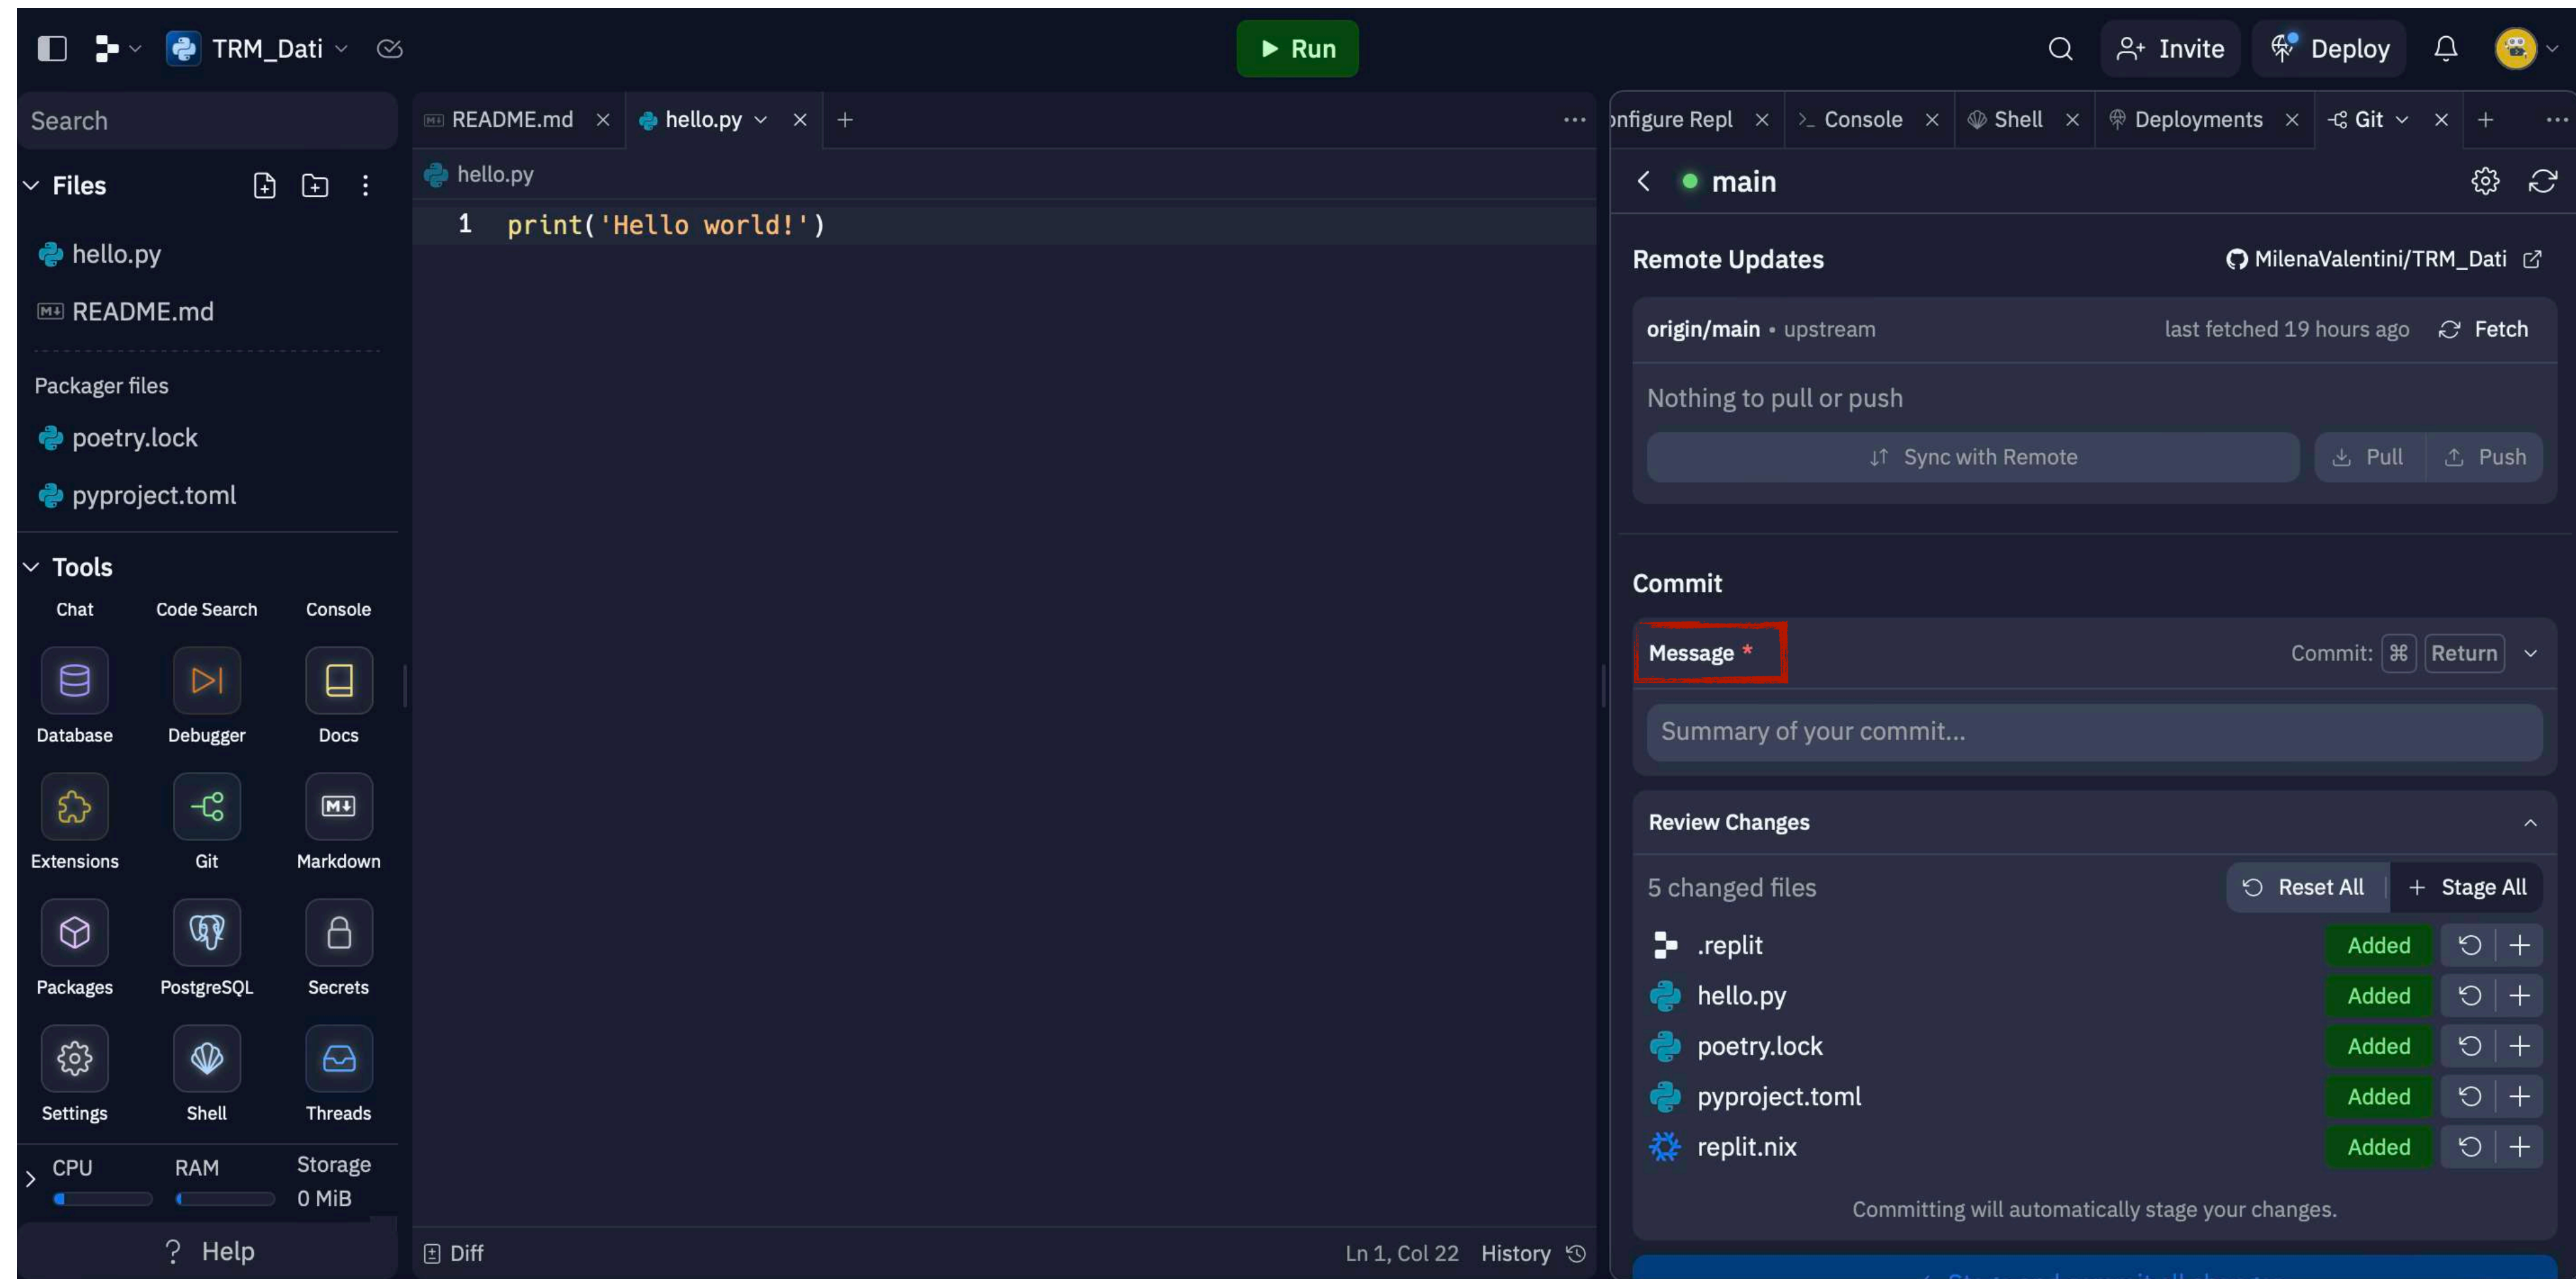 TRM_Dati
Run
Invite
Deploy
Search
Files
hello.py
README.md
Packager files
poetry.lock
pyproject.toml
Tools
Chat Code Search Console
Database Debugger Docs
Extensions Git Markdown
Packages PostgreSQL Secrets
Settings Shell Threads
CPU RAM Storage
0 MiB
? Help
README.md hello.py
hello.py
1 print('Hello world!')
Diff
Ln 1, Col 22 History
onfigure Repl Console Shell Deployments Git
main
Remote Updates MilenaValentini/TRM_Dati
origin/main • upstream last fetched 19 hours ago Fetch
Nothing to pull or push
Sync with Remote Pull Push
Commit
Message * Commit: ⌘ Return
Summary of your commit...
Review Changes
5 changed files Reset All + Stage All
.replit Added
hello.py Added
poetry.lock Added
pyproject.toml Added
replit.nix Added
Committing will automatically stage your changes.